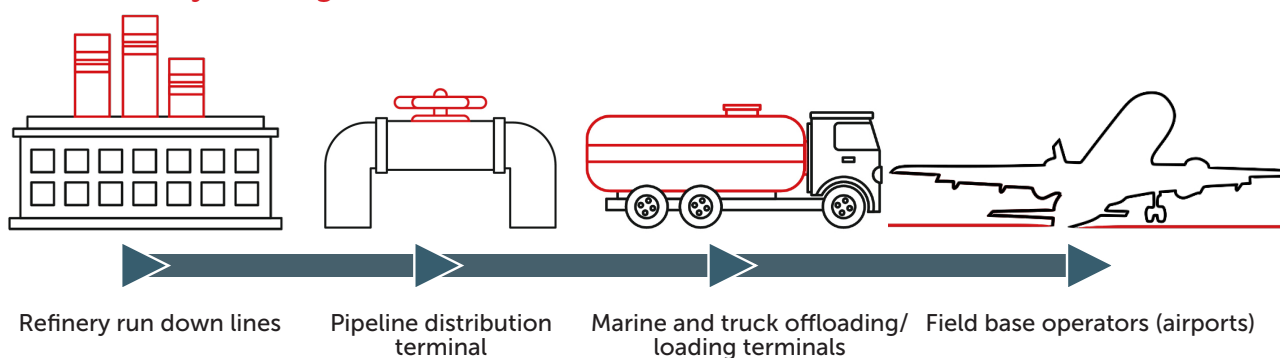 Refinery run down lines
Pipeline distribution
terminal
Marine and truck offloading/
loading terminals
Field base operators (airports)